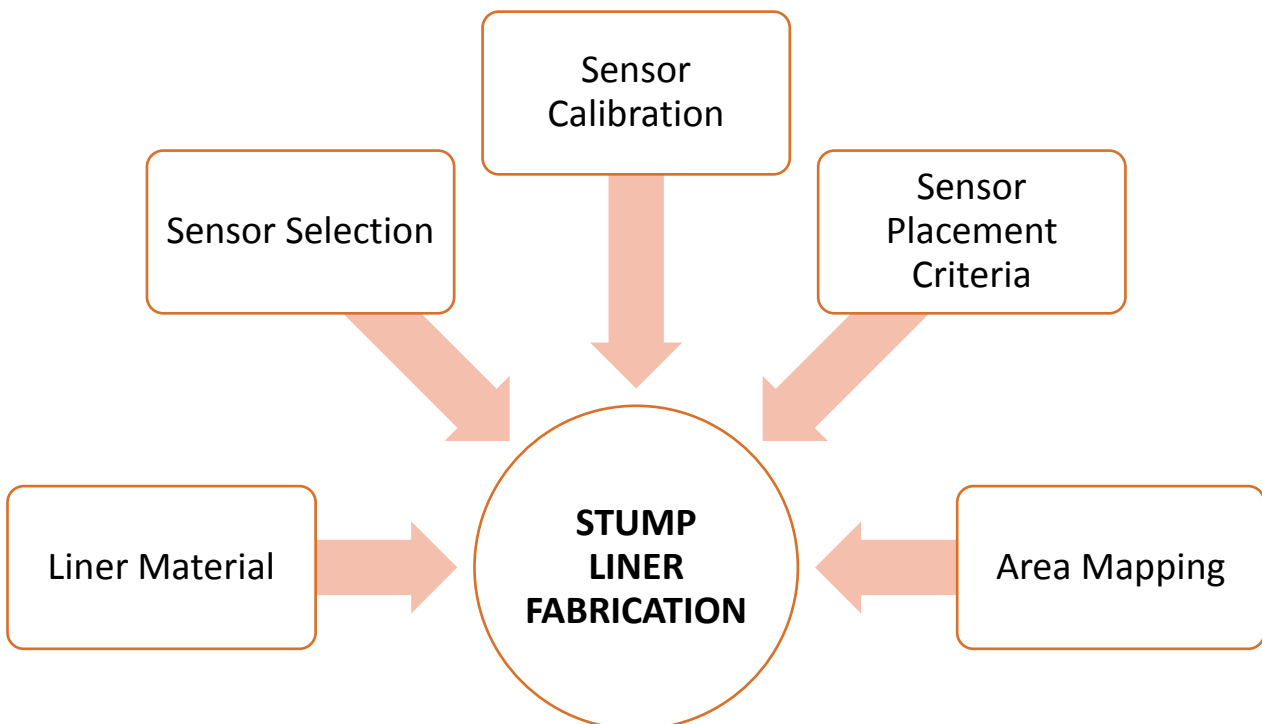 Sensor
Calibration
Sensor Selection
Sensor
Placement
Criteria
Liner Material
STUMP
LINER
FABRICATION
Area Mapping